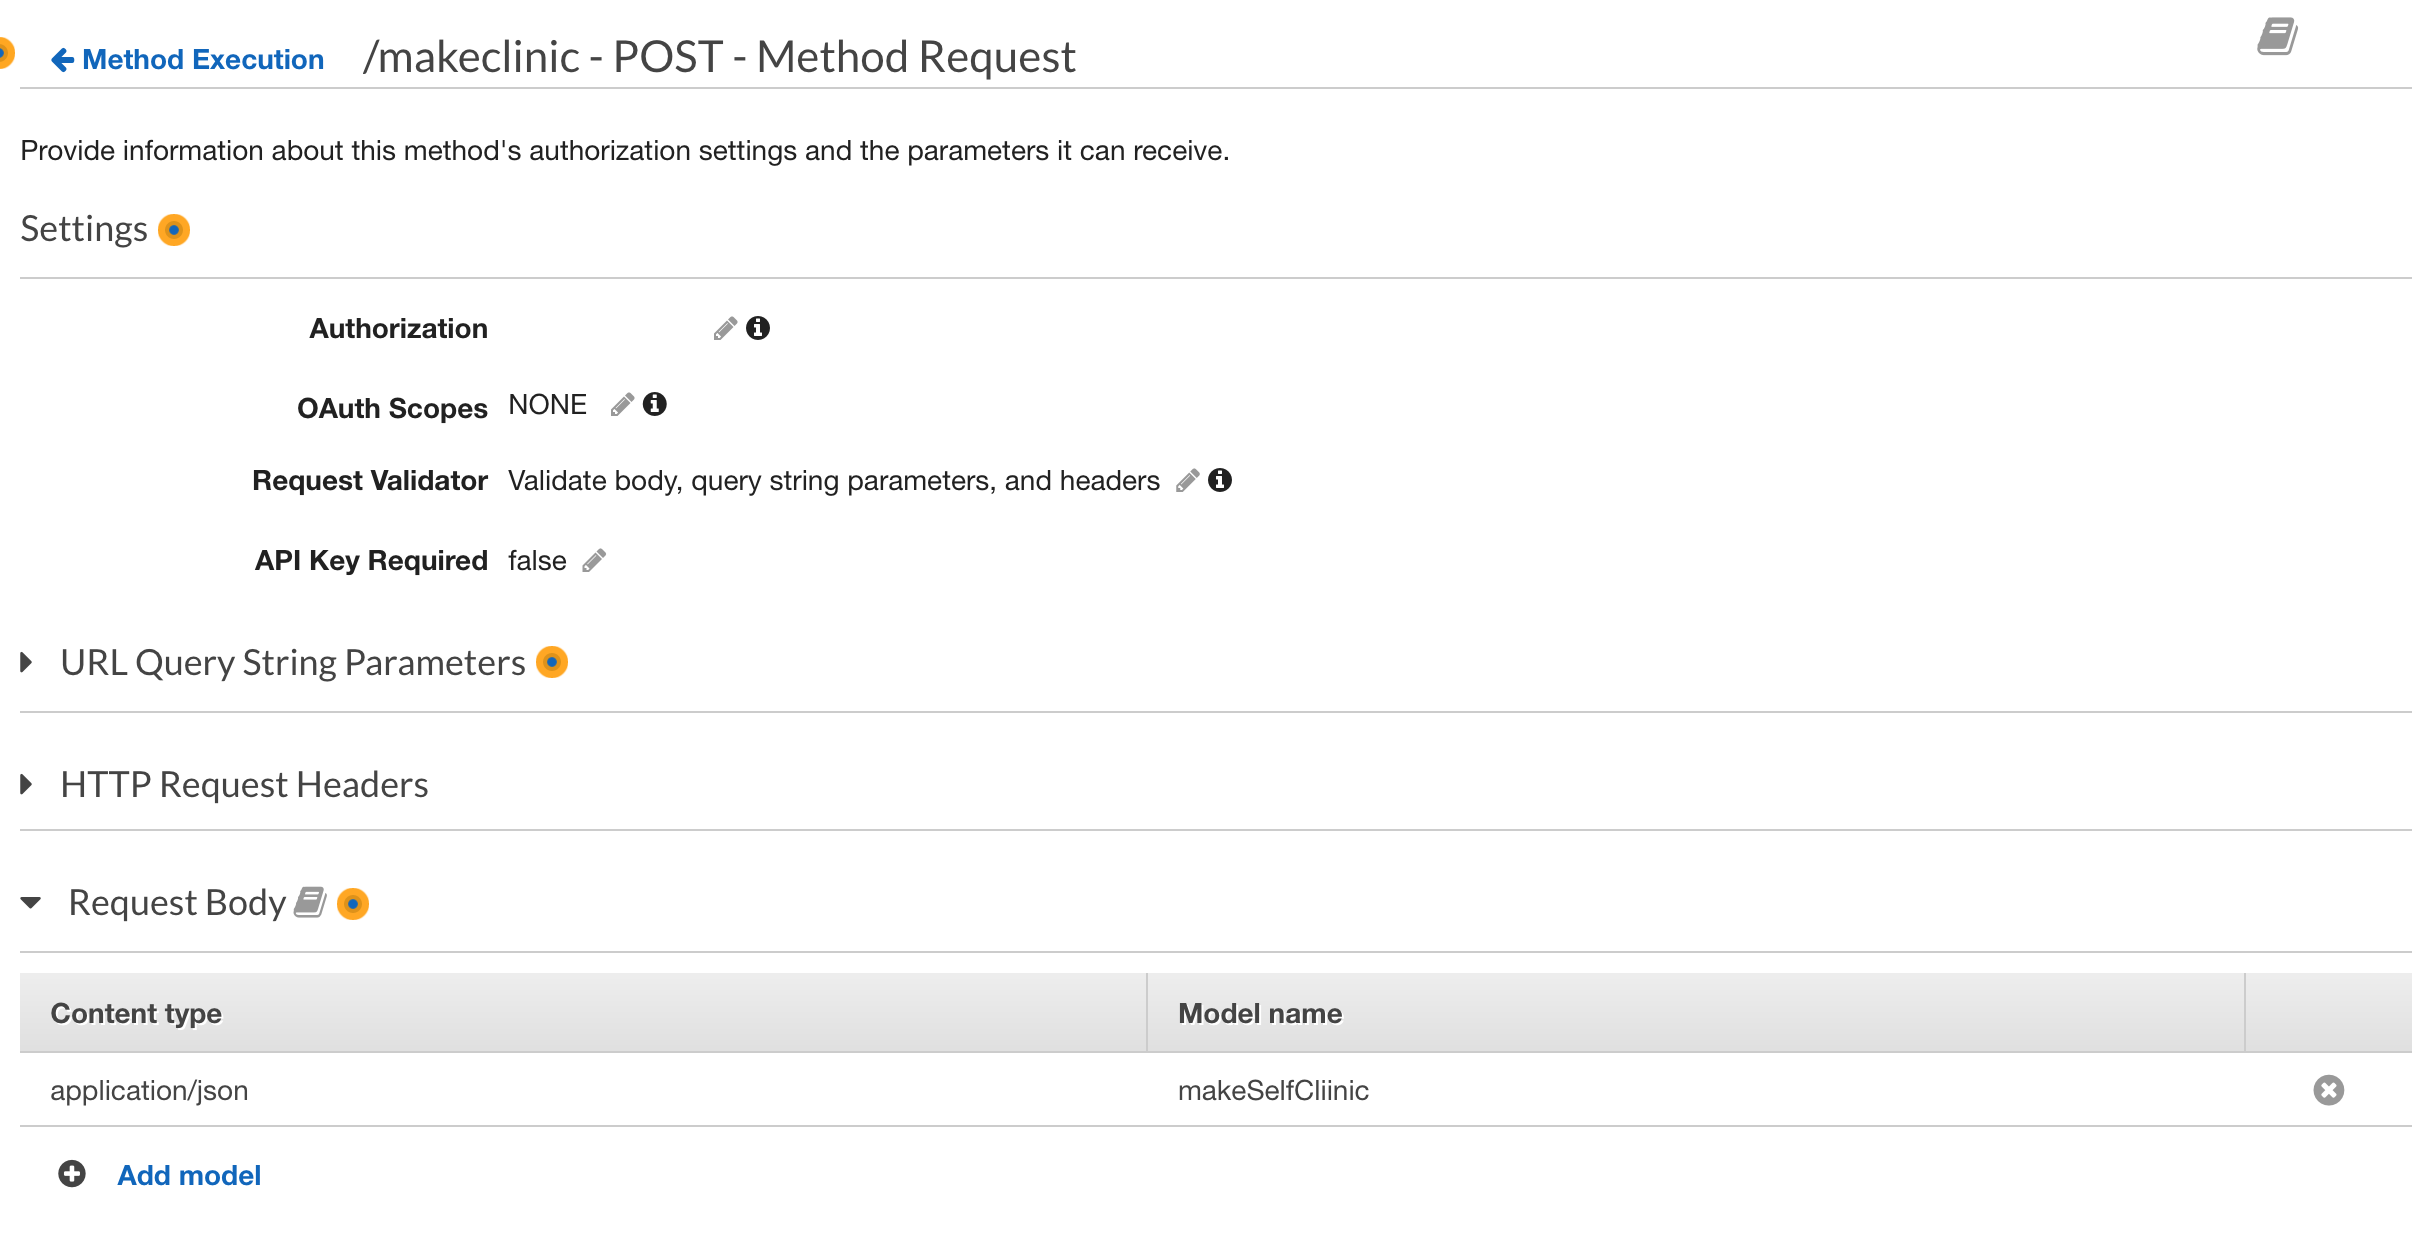 Method Execution /makeclinic - POST - Method Request
Provide information about this method's authorization settings and the parameters it can receive.
Settings
Authorization
OAuth Scopes NONE
Request Validator Validate body, query string parameters, and headers
API Key Required false
URL Query String Parameters
HTTP Request Headers
Request Body
Content type Model name
application/json makeSelfCliinic
Add model